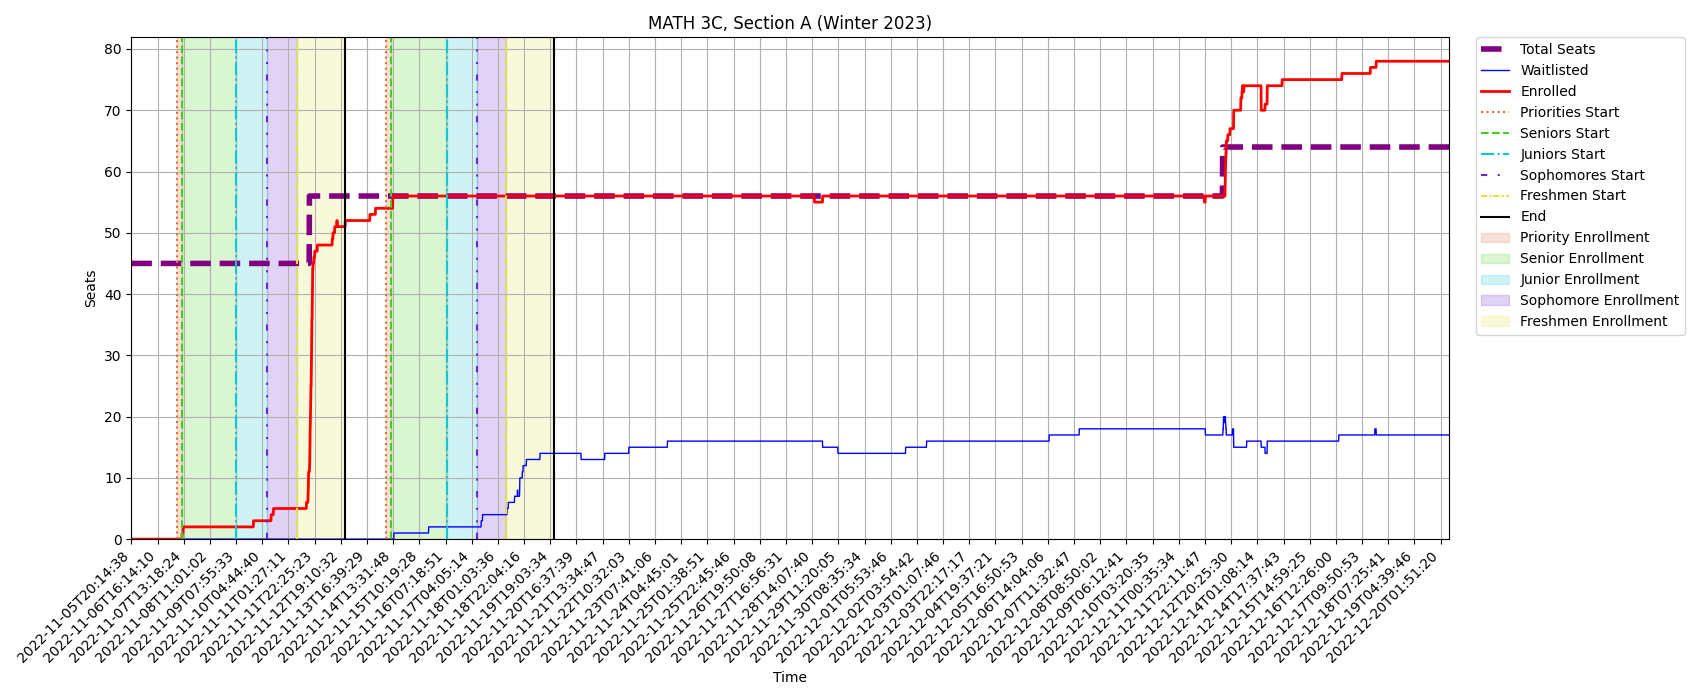 MATH 3C, Section A (Winter 2023)
80
70
60
50
40
30
20
10
0
Seats
2022-11-05T20:14:38
2022-11-06T16:14:10
2022-11-07T13:18:24
2022-11-08T11:01:02
2022-11-09T07:55:33
2022-11-10T04:44:40
2022-11-11T01:27:11
2022-11-11T22:25:23
2022-11-12T19:10:32
2022-11-13T16:39:29
2022-11-14T13:31:48
2022-11-15T10:19:28
2022-11-16T07:18:51
2022-11-17T04:05:14
2022-11-18T01:03:36
2022-11-18T22:04:16
2022-11-19T19:03:34
2022-11-20T16:37:39
2022-11-21T13:34:47
2022-11-22T10:32:03
2022-11-23T07:41:06
2022-11-24T04:45:01
2022-11-25T01:38:51
2022-11-25T22:45:46
2022-11-26T19:50:08
2022-11-27T16:56:31
2022-11-28T14:07:40
2022-11-29T11:20:05
2022-11-30T08:35:34
2022-12-01T05:53:46
2022-12-02T03:54:42
2022-12-03T01:07:46
2022-12-03T22:17:17
2022-12-04T19:37:21
2022-12-05T16:50:53
2022-12-06T14:04:06
2022-12-07T11:32:47
2022-12-08T08:50:02
2022-12-09T06:12:41
2022-12-10T03:20:35
2022-12-11T00:35:34
2022-12-11T22:11:47
2022-12-12T20:25:30
2022-12-14T01:08:14
2022-12-14T17:37:43
2022-12-15T14:59:25
2022-12-16T12:26:00
2022-12-17T09:50:53
2022-12-18T07:25:41
2022-12-19T04:39:46
2022-12-20T01:51:20
Time
Total Seats
Waitlisted
Enrolled
Priorities Start
Seniors Start
Juniors Start
Sophomores Start
Freshmen Start
End
Priority Enrollment
Senior Enrollment
Junior Enrollment
Sophomore Enrollment
Freshmen Enrollment